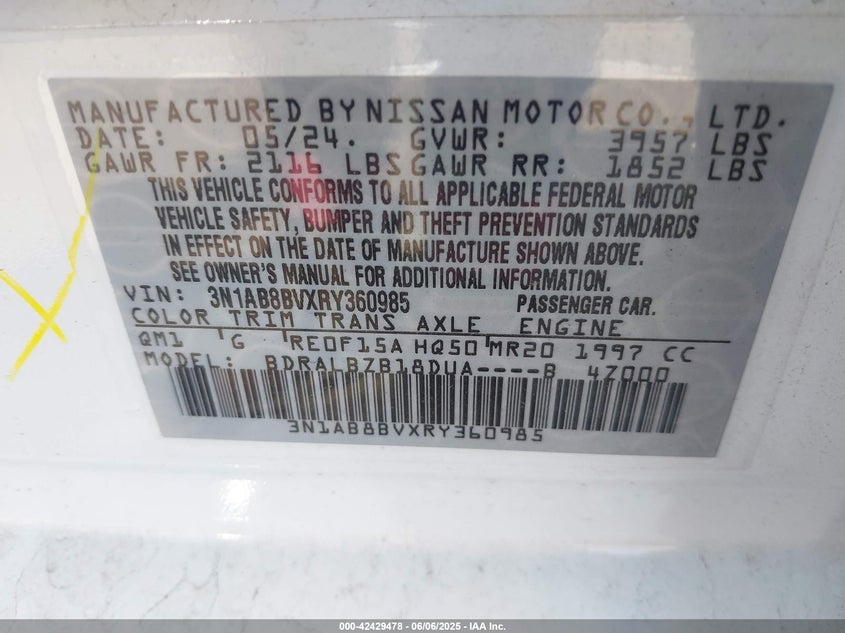 MANUFACTURED BY NISSAN MOTOR CO., LTD.
DATE: 05/24. GVWR: 3957 LBS
GAWR FR: 2116 LBS GAWR RR: 1852 LBS
THIS VEHICLE CONFORMS TO ALL APPLICABLE FEDERAL MOTOR
VEHICLE SAFETY, BUMPER AND THEFT PREVENTION STANDARDS
IN EFFECT ON THE DATE OF MANUFACTURE SHOWN ABOVE.
SEE OWNER'S MANUAL FOR ADDITIONAL INFORMATION.
VIN: 3N1AB8BVXRY360985 PASSENGER CAR.
COLOR TRIM TRANS AXLE ENGINE
QM1 G RE0F15A HQ50 MR20 1997 CC
MODEL: BDRALBZB18DUA----B 4Z000
3N1AB8BVXRY360985
000-42429478 - 06/06/2025 - IAA Inc.